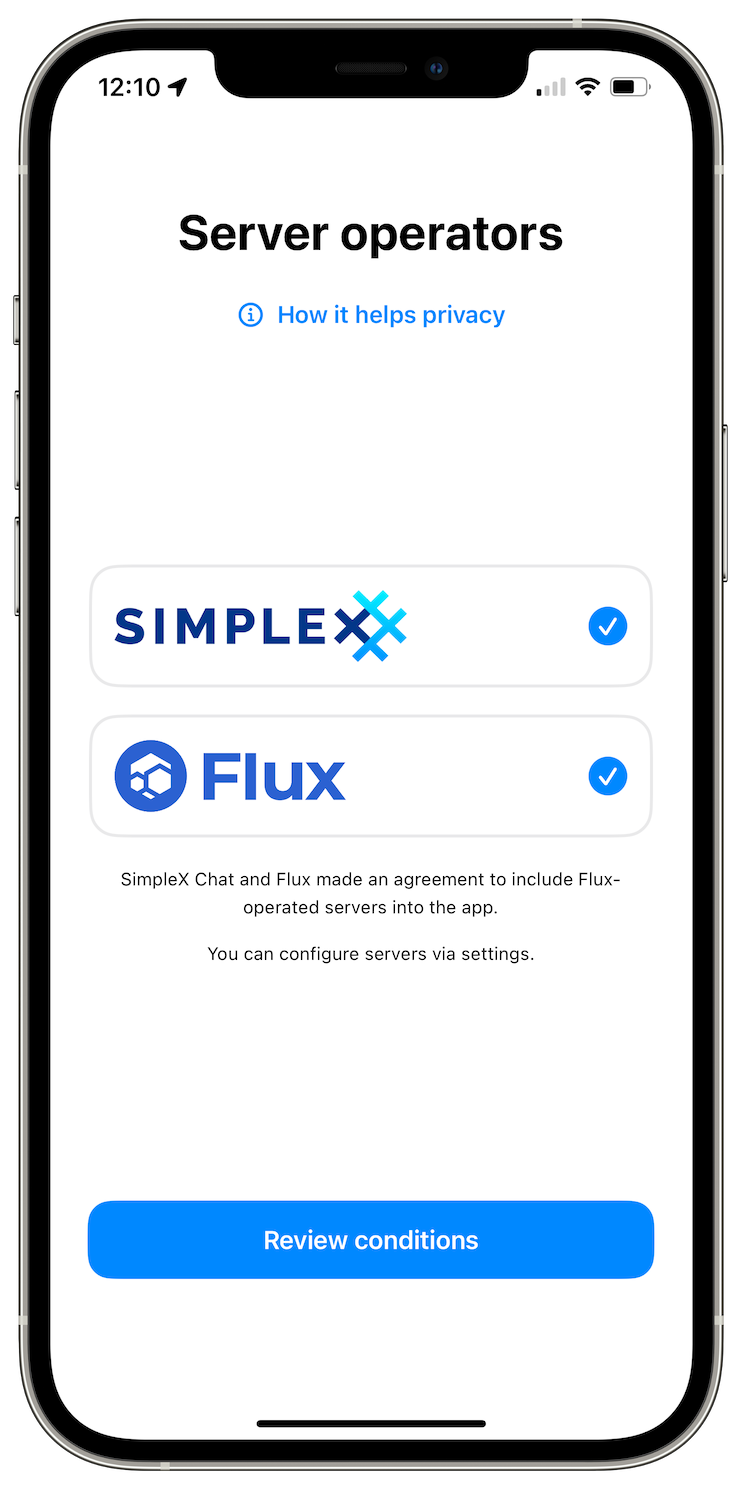 12:10
Server operators
How it helps privacy
SIMPLEX
Flux
SimpleX Chat and Flux made an agreement to include Flux-
operated servers into the app.
You can configure servers via settings.
Review conditions